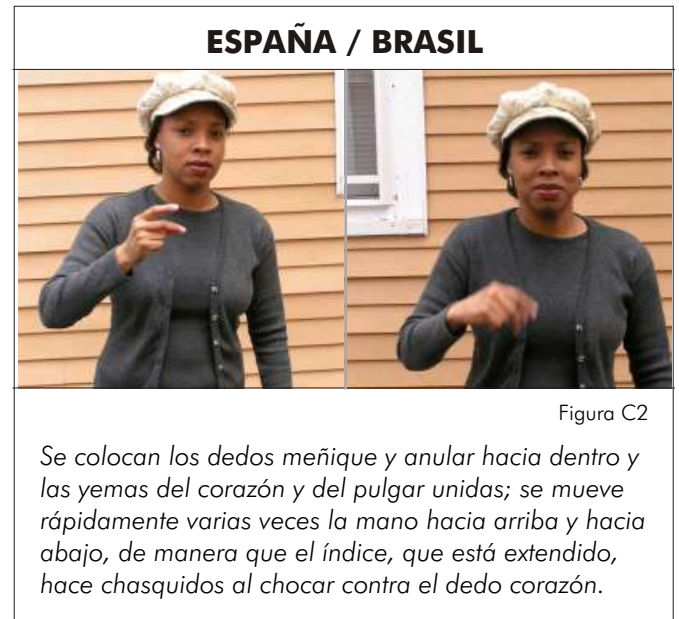 ESPAÑA / BRASIL
Figura C2
Se colocan los dedos meñique y anular hacia dentro y
las yemas del corazón y del pulgar unidas; se mueve
rápidamente varias veces la mano hacia arriba y hacia
abajo, de manera que el índice, que está extendido,
hace chasquidos al chocar contra el dedo corazón.